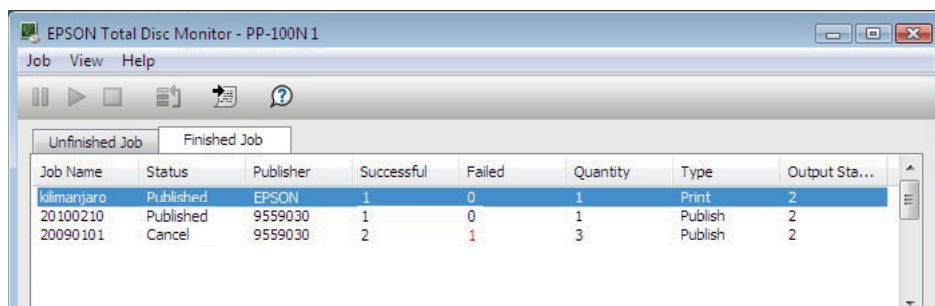 EPSON Total Disc Monitor - PP-100N 1
Job View Help
Unfinished Job Finished Job
Job Name Status Publisher Successful Failed Quantity Type Output Sta...
kilimanjaro Published EPSON 1 0 1 Print 2
20100210 Published 9559030 1 0 1 Publish 2
20090101 Cancel 9559030 2 1 3 Publish 2